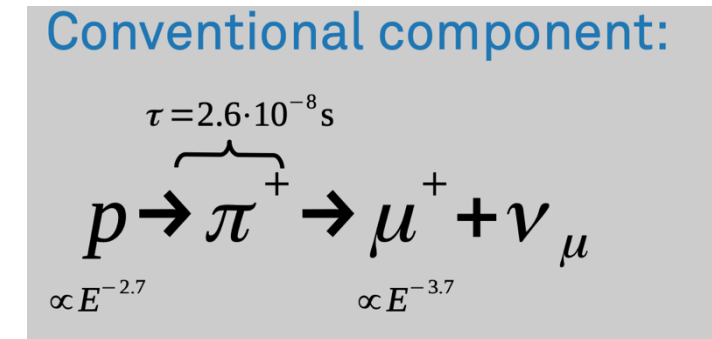 Conventional component:
τ=2.6·10⁻⁸s
p→π⁺→μ⁺+ν_μ
∝E⁻²·⁷ ∝E⁻³·⁷